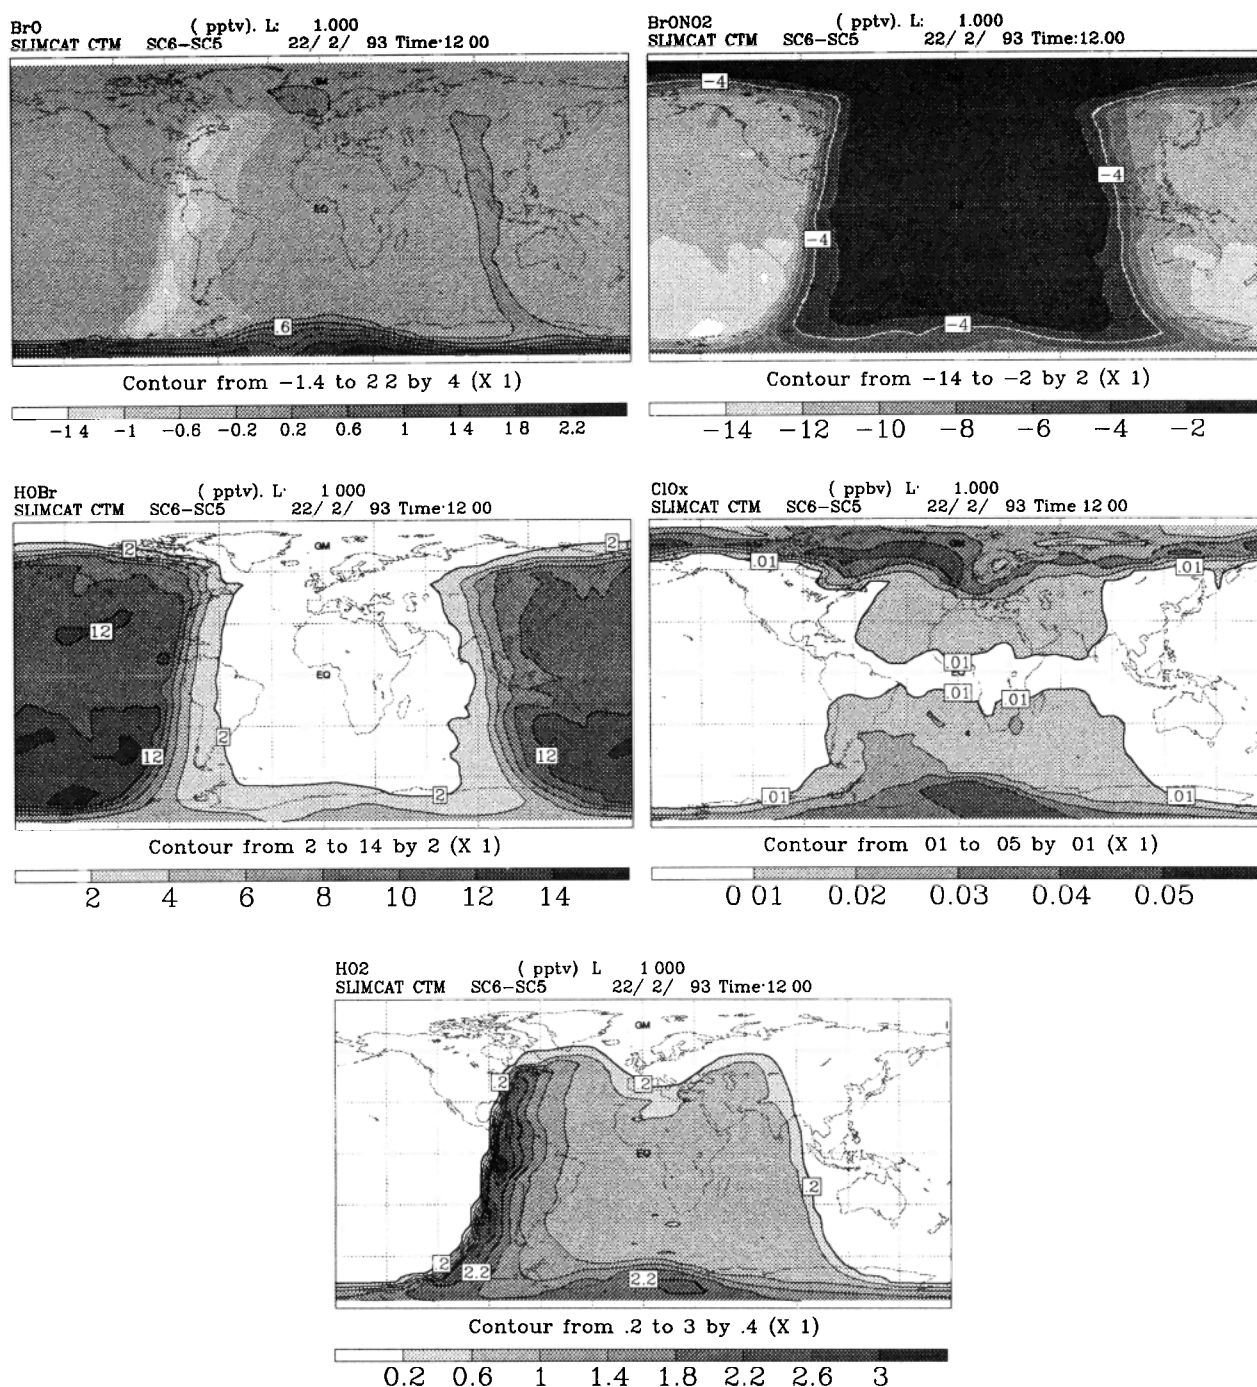 BrO ( pptv). L: 1.000
SLIMCAT CTM SC6-SC5 22/ 2/ 93 Time·12 00
GM
EQ
.6
Contour from -1.4 to 2 2 by 4 (X 1)
-1 4 -1 -0.6 -0.2 0.2 0.6 1 1 4 1 8 2.2
BrONO2 ( pptv). L: 1.000
SLIMCAT CTM SC6-SC5 22/ 2/ 93 Time:12.00
-4
-4
-4
-4
Contour from -14 to -2 by 2 (X 1)
-14 -12 -10 -8 -6 -4 -2
HOBr ( pptv). L· 1 000
SLIMCAT CTM SC6-SC5 22/ 2/ 93 Time·12 00
2
GM
2
12
EQ
2
12
12
2
Contour from 2 to 14 by 2 (X 1)
2 4 6 8 10 12 14
ClOx ( ppbv) L· 1.000
SLIMCAT CTM SC6-SC5 22/ 2/ 93 Time·12 00
GM
.01
.01
.01
EQ
.01
.01
.01
.01
Contour from 01 to 05 by 01 (X 1)
0 01 0.02 0.03 0.04 0.05
HO2 ( pptv) L 1 000
SLIMCAT CTM SC6-SC5 22/ 2/ 93 Time·12 00
GM
.2
.2
EQ
.2
.2
2.2
2.2
Contour from .2 to 3 by .4 (X 1)
0.2 0.6 1 1.4 1.8 2.2 2.6 3